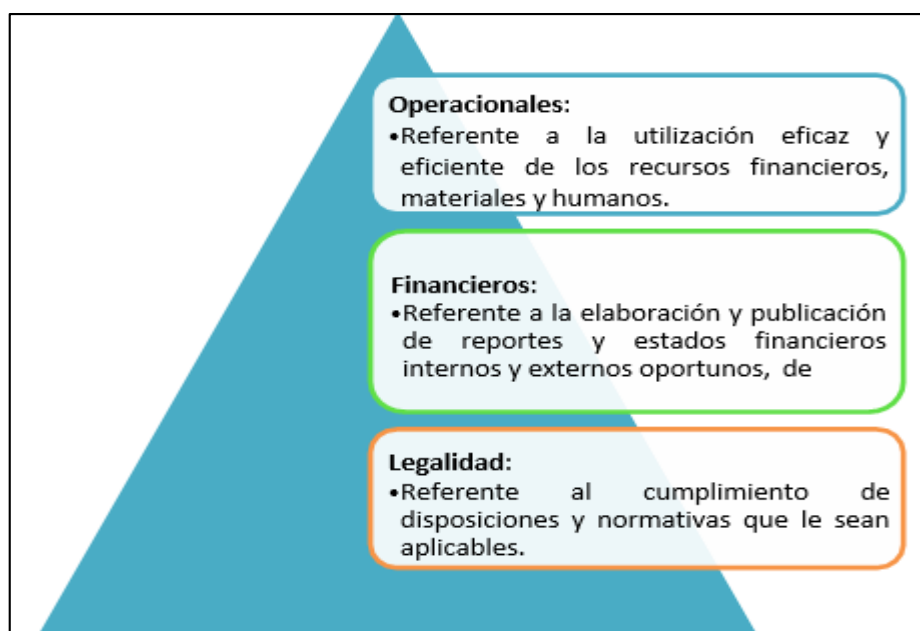 Operacionales:
•Referente a la utilización eficaz y
eficiente de los recursos financieros,
materiales y humanos.
Financieros:
•Referente a la elaboración y publicación
de reportes y estados financieros
internos y externos oportunos, de
Legalidad:
•Referente al cumplimiento de
disposiciones y normativas que le sean
aplicables.